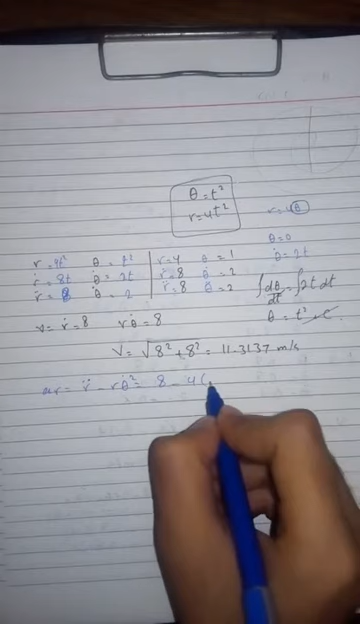 θ = t²
r = 4t²
r = 4θ
θ = 0
θ̇ = 2t
∫ dθ/dt = ∫ 2t dt
θ = t² + C
r = 4t² θ = t² r = 4 θ = 1
ṙ = 8t θ̇ = 2t ṙ = 8 θ̇ = 2
r̈ = 8 θ̈ = 2 r̈ = 8 θ̈ = 2
v = ṙ = 8 rθ̇ = 8
V = √8² + 8² = 11.3137 m/s
ar = r̈ - rθ̇² = 8 - 4(